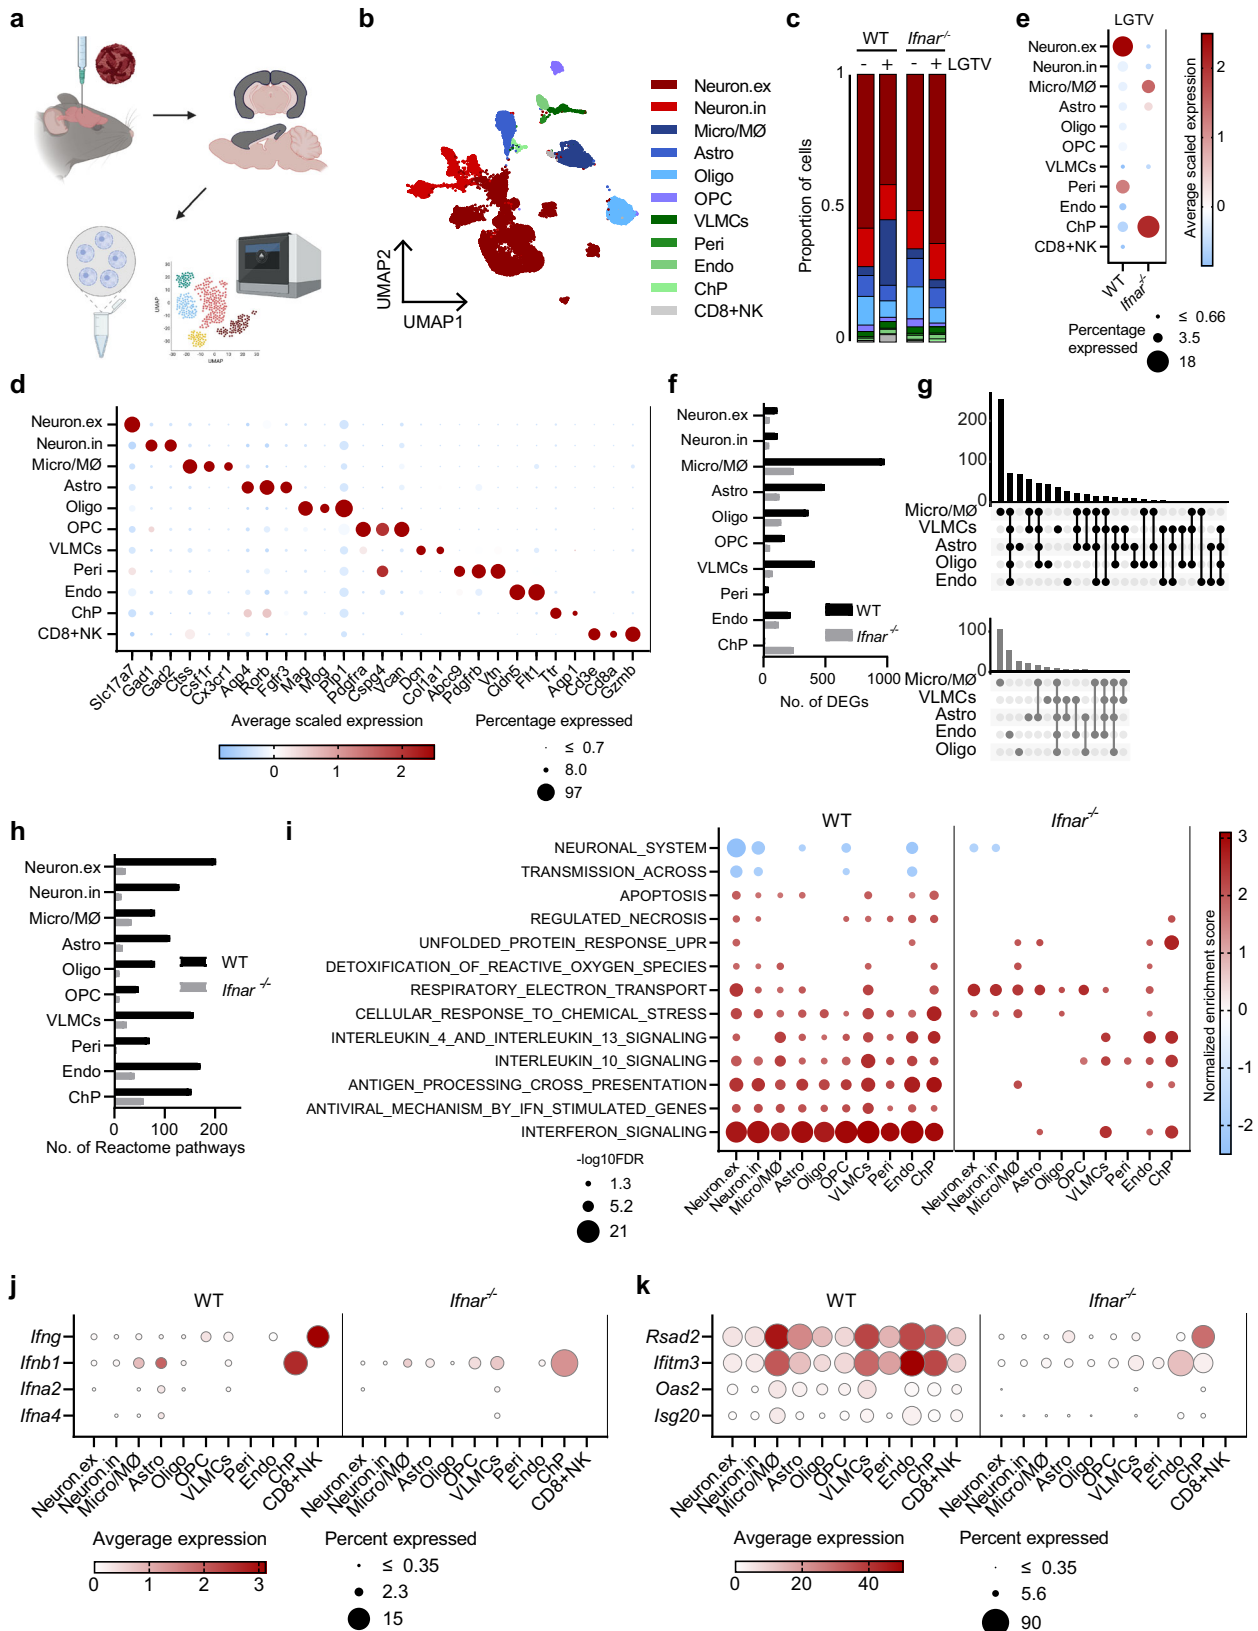 a
b
c
WT
Ifnar-/-
- + - + LGTV
Proportion of cells
1
0.5
0
UMAP2
UMAP1
Neuron.ex
Neuron.in
Micro/MØ
Astro
Oligo
OPC
VLMCs
Peri
Endo
ChP
CD8+NK
UMAP
30
20
10
0
-10
-20
-30
-30 -20 -10 0 10 20 30
UMAP
e
LGTV
Neuron.ex
Neuron.in
Micro/MØ
Astro
Oligo
OPC
VLMCs
Peri
Endo
ChP
CD8+NK
WT
Ifnar-/-
Average scaled expression
2
1
0
Percentage expressed
≤ 0.66
3.5
18
d
Neuron.ex
Neuron.in
Micro/MØ
Astro
Oligo
OPC
VLMCs
Peri
Endo
ChP
CD8+NK
Slc17a7 Gad1 Gad2 Ctss Csf1r Cx3cr1 Aqp4 Rorb Fgfr3 Mag Mog Plp1 Pdgfra Cspg4 Vcan Dcn Col1a1 Abcc9 Pdgfrb Vtn Cldn5 Flt1 Ttr Aqp1 Cd3e Cd8a Gzmb
Average scaled expression
0 1 2
Percentage expressed
≤ 0.7
8.0
97
f
Neuron.ex
Neuron.in
Micro/MØ
Astro
Oligo
OPC
VLMCs
Peri
Endo
ChP
WT
Ifnar-/-
0 500 1000
No. of DEGs
g
200
100
0
Micro/MØ
VLMCs
Astro
Oligo
Endo
100
0
Micro/MØ
VLMCs
Astro
Endo
Oligo
h
Neuron.ex
Neuron.in
Micro/MØ
Astro
Oligo
OPC
VLMCs
Peri
Endo
ChP
WT
Ifnar-/-
0 100 200
No. of Reactome pathways
i
WT
Ifnar-/-
NEURONAL_SYSTEM
TRANSMISSION_ACROSS
APOPTOSIS
REGULATED_NECROSIS
UNFOLDED_PROTEIN_RESPONSE_UPR
DETOXIFICATION_OF_REACTIVE_OXYGEN_SPECIES
RESPIRATORY_ELECTRON_TRANSPORT
CELLULAR_RESPONSE_TO_CHEMICAL_STRESS
INTERLEUKIN_4_AND_INTERLEUKIN_13_SIGNALING
INTERLEUKIN_10_SIGNALING
ANTIGEN_PROCESSING_CROSS_PRESENTATION
ANTIVIRAL_MECHANISM_BY_IFN_STIMULATED_GENES
INTERFERON_SIGNALING
Neuron.ex Neuron.in Micro/MØ Astro Oligo OPC VLMCs Peri Endo ChP
Neuron.ex Neuron.in Micro/MØ Astro Oligo OPC VLMCs Peri Endo ChP
-log10FDR
1.3
5.2
21
Normalized enrichment score
3
2
1
0
-1
-2
j
WT
Ifnar-/-
Ifng
Ifnb1
Ifna2
Ifna4
Neuron.ex Neuron.in Micro/MØ Astro Oligo OPC VLMCs Peri Endo ChP CD8+NK
Neuron.ex Neuron.in Micro/MØ Astro Oligo OPC VLMCs Peri Endo ChP CD8+NK
Avgerage expression
0 1 2 3
Percent expressed
≤ 0.35
2.3
15
k
WT
Ifnar-/-
Rsad2
Ifitm3
Oas2
Isg20
Neuron.ex Neuron.in Micro/MØ Astro Oligo OPC VLMCs Peri Endo CD8+NK
Neuron.ex Neuron.in Micro/MØ Astro Oligo OPC VLMCs Peri Endo ChP CD8+NK
Avgerage expression
0 20 40
Percent expressed
≤ 0.35
5.6
90